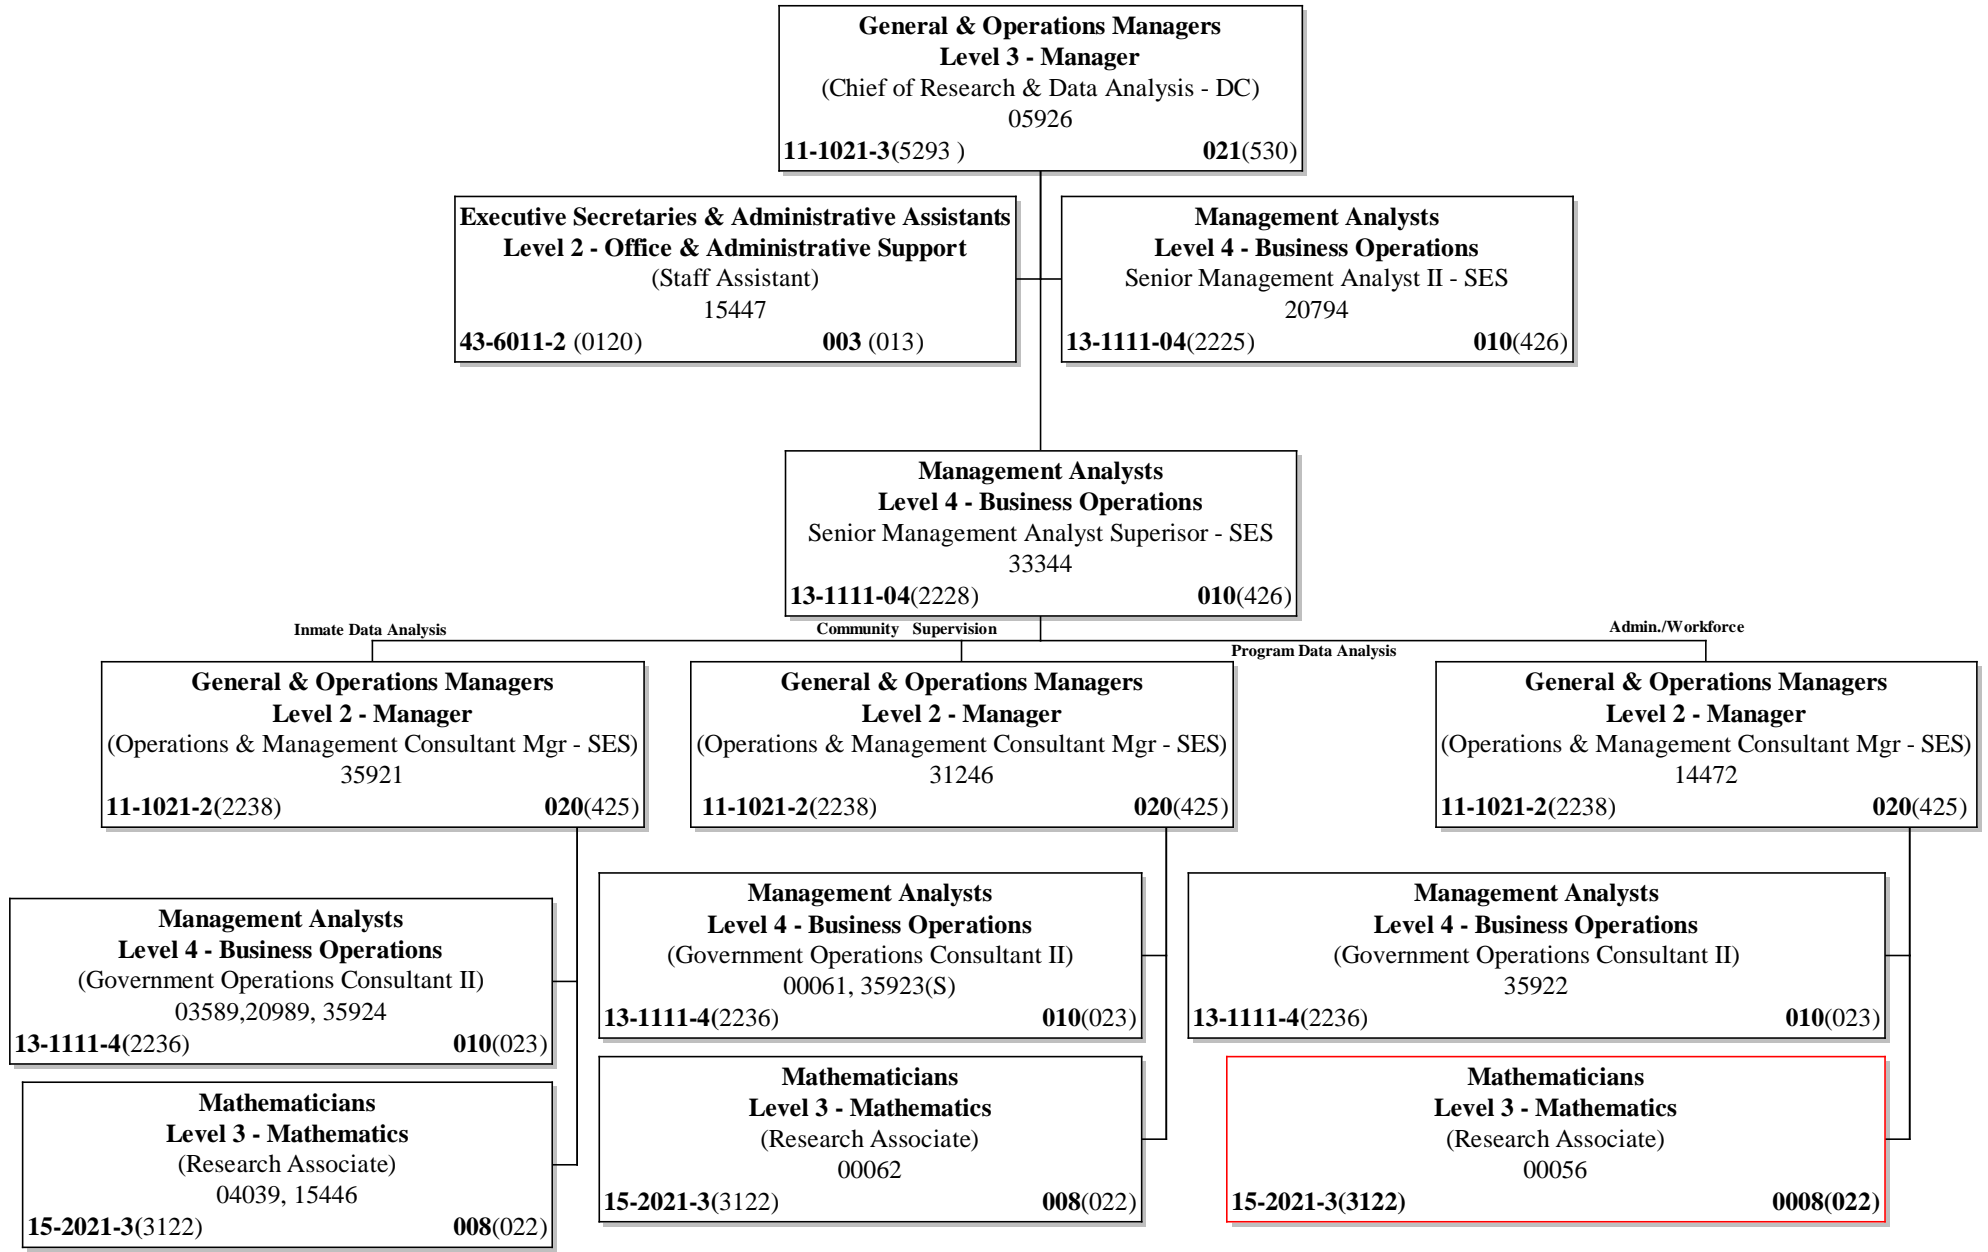 General & Operations Managers
Level 3 - Manager
(Chief of Research & Data Analysis - DC)
05926
11-1021-3(5293 ) 021(530)
Executive Secretaries & Administrative Assistants
Level 2 - Office & Administrative Support
(Staff Assistant)
15447
43-6011-2 (0120) 003 (013)
Management Analysts
Level 4 - Business Operations
Senior Management Analyst II - SES
20794
13-1111-04(2225) 010(426)
Management Analysts
Level 4 - Business Operations
Senior Management Analyst Superisor - SES
33344
13-1111-04(2228) 010(426)
Inmate Data Analysis
Community Supervision
Program Data Analysis
Admin./Workforce
General & Operations Managers
Level 2 - Manager
(Operations & Management Consultant Mgr - SES)
35921
11-1021-2(2238) 020(425)
General & Operations Managers
Level 2 - Manager
(Operations & Management Consultant Mgr - SES)
31246
11-1021-2(2238) 020(425)
General & Operations Managers
Level 2 - Manager
(Operations & Management Consultant Mgr - SES)
14472
11-1021-2(2238) 020(425)
Management Analysts
Level 4 - Business Operations
(Government Operations Consultant II)
03589,20989, 35924
13-1111-4(2236) 010(023)
Management Analysts
Level 4 - Business Operations
(Government Operations Consultant II)
00061, 35923(S)
13-1111-4(2236) 010(023)
Management Analysts
Level 4 - Business Operations
(Government Operations Consultant II)
35922
13-1111-4(2236) 010(023)
Mathematicians
Level 3 - Mathematics
(Research Associate)
04039, 15446
15-2021-3(3122) 008(022)
Mathematicians
Level 3 - Mathematics
(Research Associate)
00062
15-2021-3(3122) 008(022)
Mathematicians
Level 3 - Mathematics
(Research Associate)
00056
15-2021-3(3122) 0008(022)